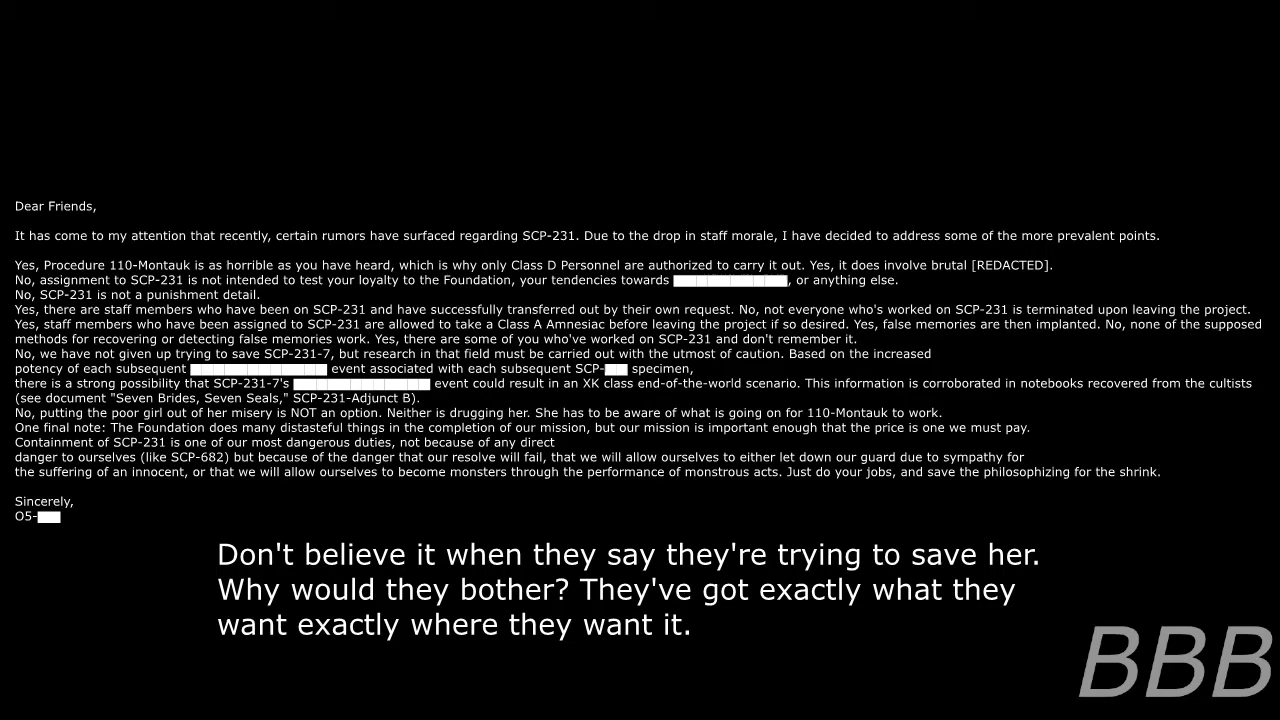 Dear Friends,
It has come to my attention that recently, certain rumors have surfaced regarding SCP-231. Due to the drop in staff morale, I have decided to address some of the more prevalent points.
Yes, Procedure 110-Montauk is as horrible as you have heard, which is why only Class D Personnel are authorized to carry it out. Yes, it does involve brutal [REDACTED].
No, assignment to SCP-231 is not intended to test your loyalty to the Foundation, your tendencies towards ██████████, or anything else.
No, SCP-231 is not a punishment detail.
Yes, there are staff members who have been on SCP-231 and have successfully transferred out by their own request. No, not everyone who's worked on SCP-231 is terminated upon leaving the project.
Yes, staff members who have been assigned to SCP-231 are allowed to take a Class A Amnesiac before leaving the project if so desired. Yes, false memories are then implanted. No, none of the supposed
methods for recovering or detecting false memories work. Yes, there are some of you who've worked on SCP-231 and don't remember it.
No, we have not given up trying to save SCP-231-7, but research in that field must be carried out with the utmost of caution. Based on the increased
potency of each subsequent ████████████ event associated with each subsequent SCP-██ specimen,
there is a strong possibility that SCP-231-7's ████████████ event could result in an XK class end-of-the-world scenario. This information is corroborated in notebooks recovered from the cultists
(see document "Seven Brides, Seven Seals," SCP-231-Adjunct B).
No, putting the poor girl out of her misery is NOT an option. Neither is drugging her. She has to be aware of what is going on for 110-Montauk to work.
One final note: The Foundation does many distasteful things in the completion of our mission, but our mission is important enough that the price is one we must pay.
Containment of SCP-231 is one of our most dangerous duties, not because of any direct
danger to ourselves (like SCP-682) but because of the danger that our resolve will fail, that we will allow ourselves to either let down our guard due to sympathy for
the suffering of an innocent, or that we will allow ourselves to become monsters through the performance of monstrous acts. Just do your jobs, and save the philosophizing for the shrink.
Sincerely,
O5-██
Don't believe it when they say they're trying to save her.
Why would they bother? They've got exactly what they
want exactly where they want it.
BBB